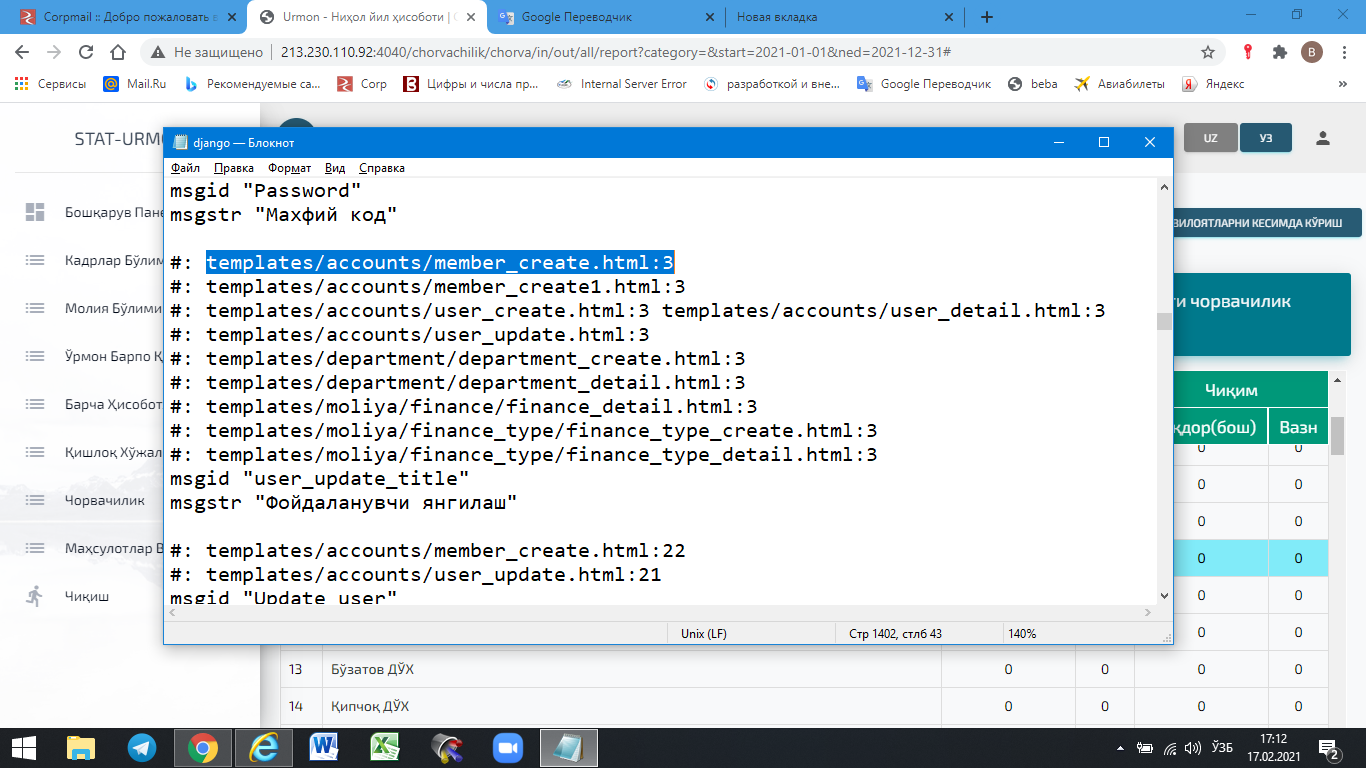 Corpmail :: Добро пожаловать в
Urmon - Ниҳол йил ҳисоботи | С
Google Переводчик
Новая вкладка
Не защищено
213.230.110.92:4040/chorvachilik/chorva/in/out/all/report?category=&start=2021-01-01&ned=2021-12-31#
В
Сервисы
Mail.Ru
Рекомендуемые са...
Corp
Цифры и числа пр...
Internal Server Error
разработкой и вне...
Google Переводчик
beba
Авиабилеты
Яндекс
»
STAT-URMO
UZ
УЗ
Бошқарув Пане
Кадрлар Бўлим
Молия Бўлими
Ўрмон Барпо Қ
Барча Ҳисобот
Қишлоқ Хўжал
Чорвачилик
Маҳсулотлар В
Чиқиш
django — Блокнот
Файл Правка Формат Вид Справка
msgid "Password"
msgstr "Махфий код"
#: templates/accounts/member_create.html:3
#: templates/accounts/member_create1.html:3
#: templates/accounts/user_create.html:3 templates/accounts/user_detail.html:3
#: templates/accounts/user_update.html:3
#: templates/department/department_create.html:3
#: templates/department/department_detail.html:3
#: templates/moliya/finance/finance_detail.html:3
#: templates/moliya/finance_type/finance_type_create.html:3
#: templates/moliya/finance_type/finance_type_detail.html:3
msgid "user_update_title"
msgstr "Фойдаланувчи янгилаш"
#: templates/accounts/member_create.html:22
#: templates/accounts/user_update.html:21
msgid "Update user"
Unix (LF)
Стр 1402, стлб 43
140%
ВИЛОЯТЛАРНИ КЕСИМДА КЎРИШ
ги чорвачилик
Чиқим
қдор(бош) Вазн
0 0
0 0
0 0
0 0
0 0
0 0
13 Бўзатов ДЎХ 0 0 0 0
14 Қипчоқ ДЎХ 0 0 0 0
ЎЗБ
17:12
17.02.2021
2